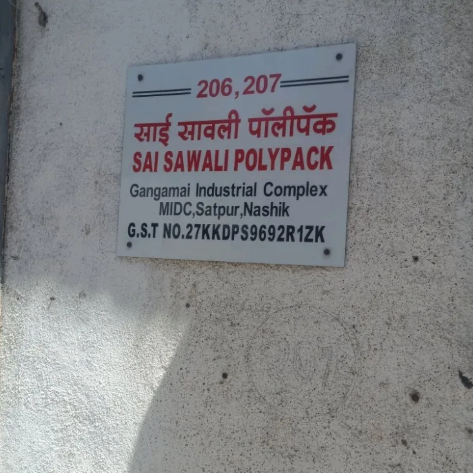 206,207
साई सावली पॉलीपॅक
SAI SAWALI POLYPACK
Gangamai Industrial Complex
MIDC,Satpur,Nashik
G.S.T NO.27KKDPS9692R1ZK